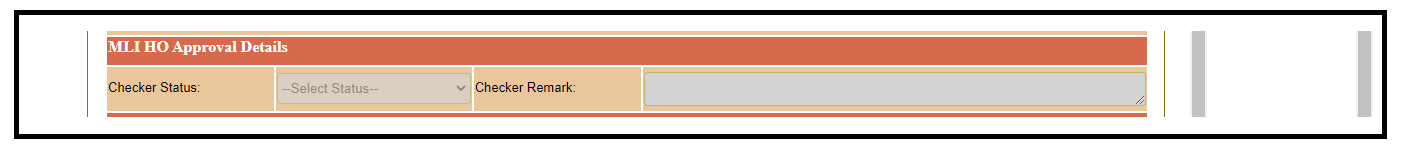 MLI HO Approval Details
Checker Status: --Select Status-- Checker Remark: